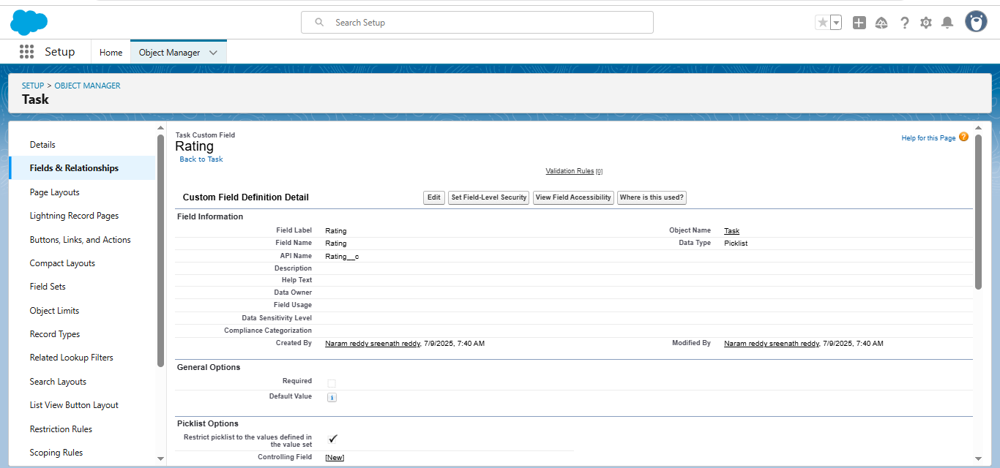 Search Setup
Setup
Home
Object Manager
SETUP > OBJECT MANAGER
Task
Details
Fields & Relationships
Page Layouts
Lightning Record Pages
Buttons, Links, and Actions
Compact Layouts
Field Sets
Object Limits
Record Types
Related Lookup Filters
Search Layouts
List View Button Layout
Restriction Rules
Scoping Rules
Task Custom Field
Rating
Back to Task
Help for this Page ?
Validation Rules [0]
Custom Field Definition Detail
Edit
Set Field-Level Security
View Field Accessibility
Where is this used?
Field Information
Field Label Rating Object Name Task
Field Name Rating Data Type Picklist
API Name Rating__c
Description
Help Text
Data Owner
Field Usage
Data Sensitivity Level
Compliance Categorization
Created By Naram reddy sreenath reddy, 7/9/2025, 7:40 AM Modified By Naram reddy sreenath reddy, 7/9/2025, 7:40 AM
General Options
Required
Default Value i
Picklist Options
Restrict picklist to the values defined in
the value set
Controlling Field [New]